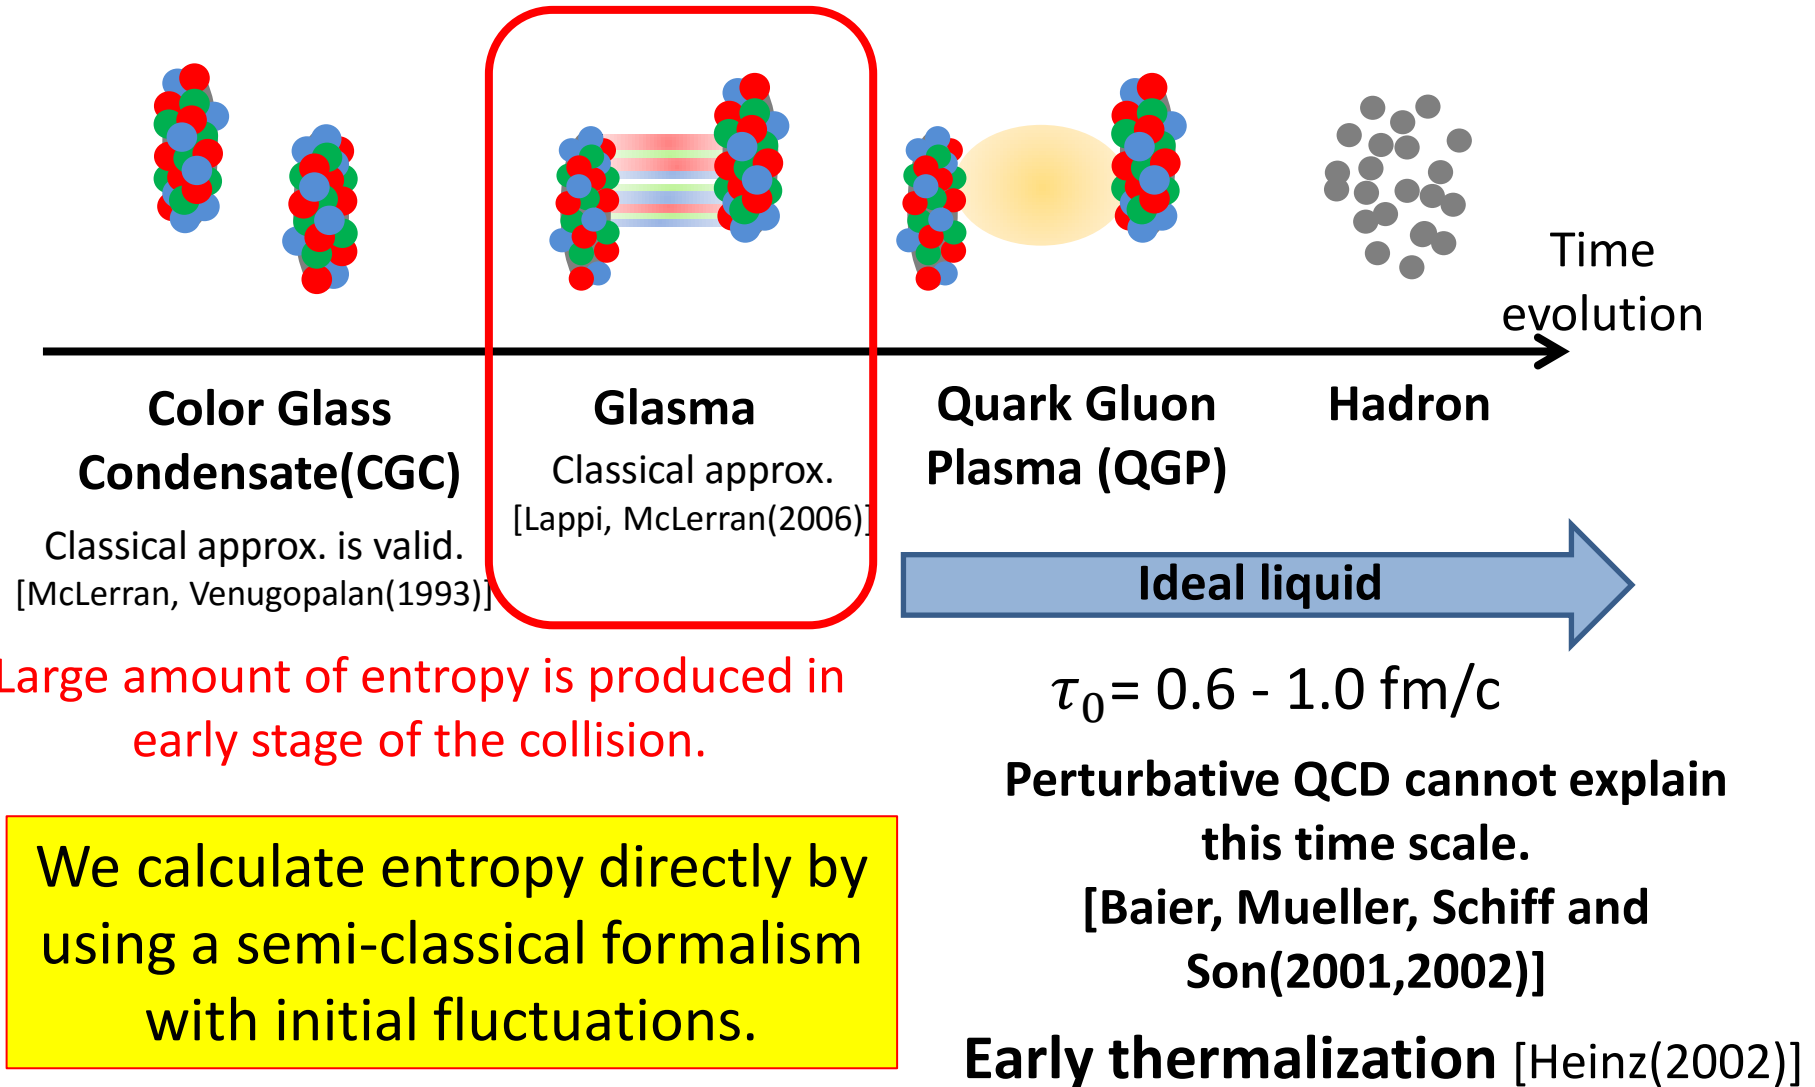 Time
evolution
Color Glass
Condensate(CGC)
Classical approx. is valid.
[McLerran, Venugopalan(1993)]
Glasma
Classical approx.
[Lappi, McLerran(2006)]
Quark Gluon
Plasma (QGP)
Hadron
Ideal liquid
Large amount of entropy is produced in
early stage of the collision.
τ₀= 0.6 - 1.0 fm/c
Perturbative QCD cannot explain
this time scale.
[Baier, Mueller, Schiff and
Son(2001,2002)]
We calculate entropy directly by
using a semi-classical formalism
with initial fluctuations.
Early thermalization [Heinz(2002)]